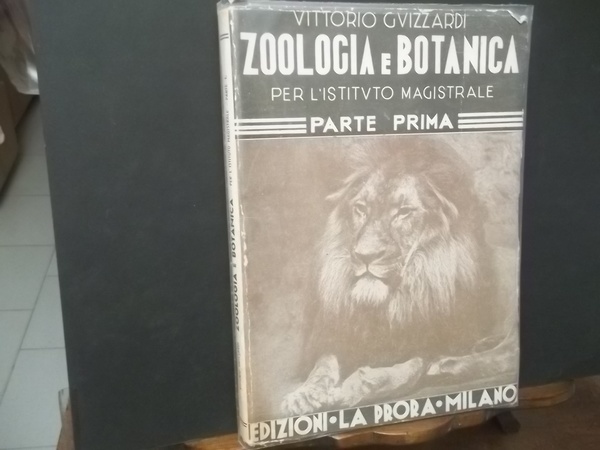 VITTORIO GVIZZARDI
ZOOLOGIA E BOTANICA
PER L'ISTITVTO MAGISTRALE
PARTE PRIMA
EDIZIONI • LA PRORA • MILANO
ZOOLOGIA E BOTANICA